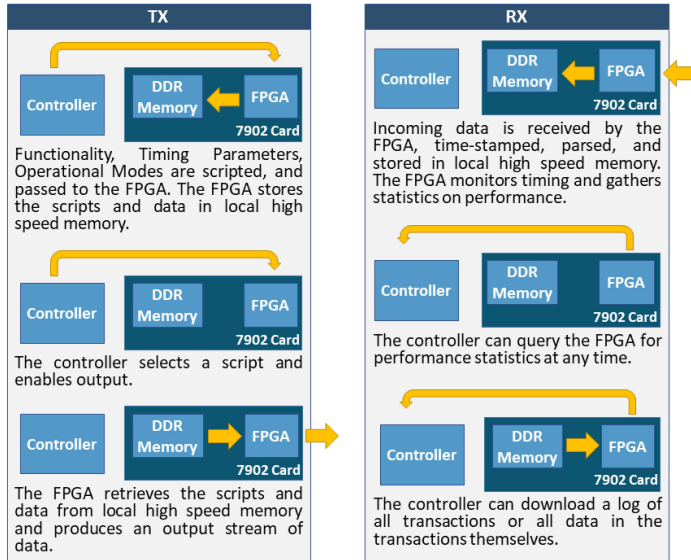 TX
Controller
DDR
Memory
FPGA
7902 Card
Functionality, Timing Parameters,
Operational Modes are scripted, and
passed to the FPGA. The FPGA stores
the scripts and data in local high
speed memory.
Controller
DDR
Memory
FPGA
7902 Card
The controller selects a script and
enables output.
Controller
DDR
Memory
FPGA
7902 Card
The FPGA retrieves the scripts and
data from local high speed memory
and produces an output stream of
data.
RX
Controller
DDR
Memory
FPGA
7902 Card
Incoming data is received by the
FPGA, time-stamped, parsed, and
stored in local high speed memory.
The FPGA monitors timing and gathers
statistics on performance.
Controller
DDR
Memory
FPGA
7902 Card
The controller can query the FPGA for
performance statistics at any time.
Controller
DDR
Memory
FPGA
7902 Card
The controller can download a log of
all transactions or all data in the
transactions themselves.